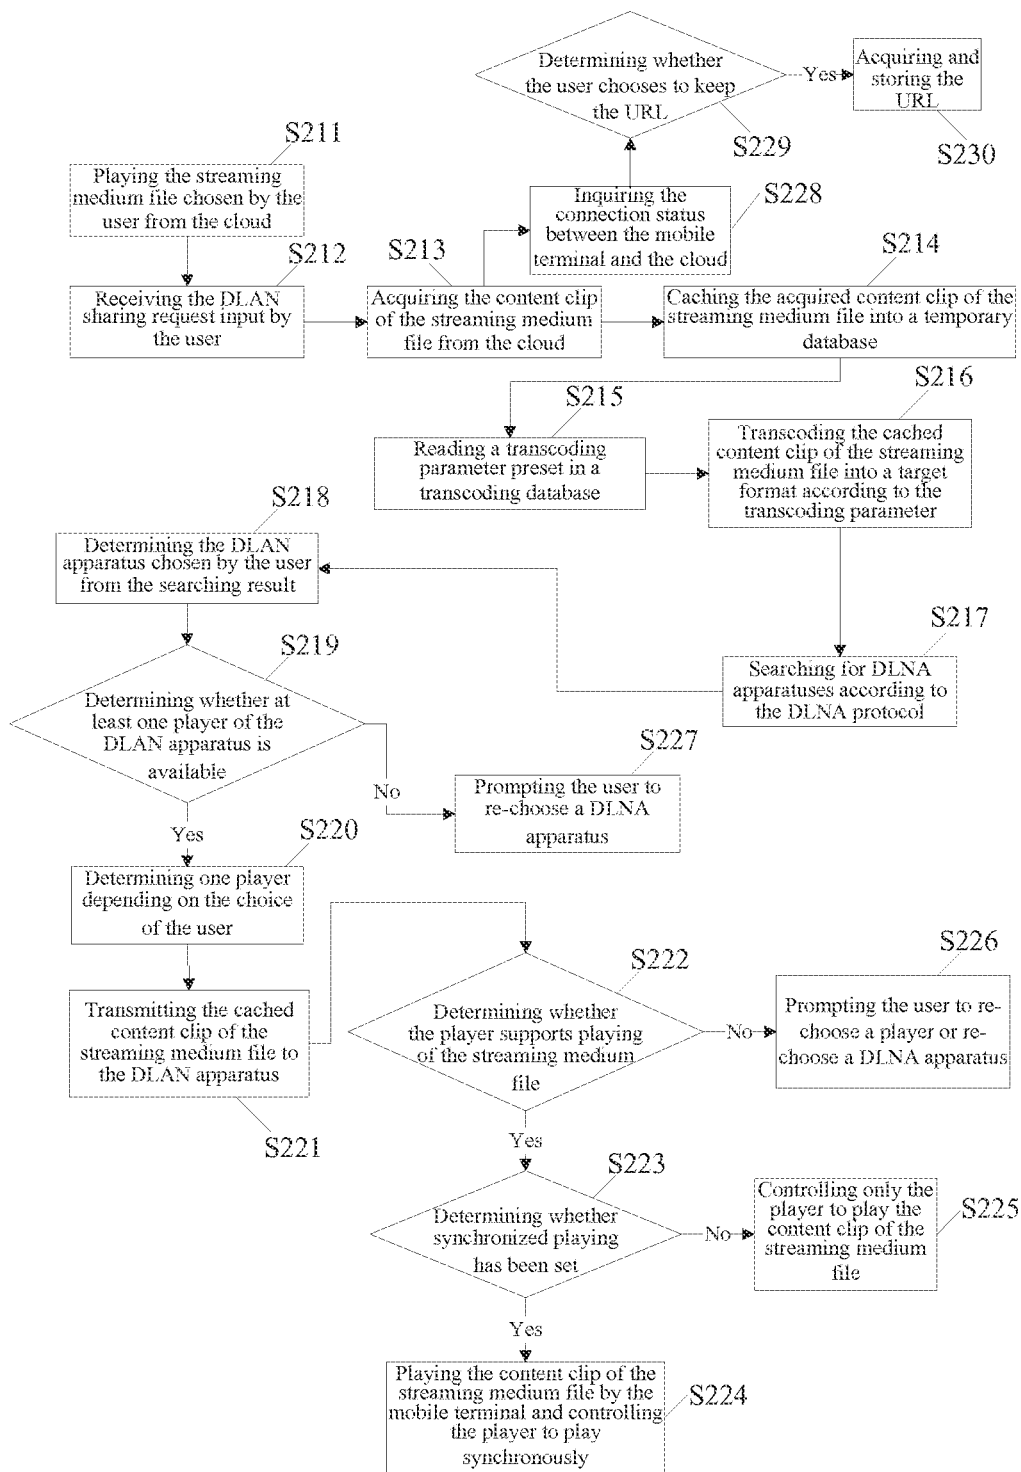 Determining whether
the user chooses to keep
the URL
Yes
Acquiring and
storing the
URL
S229
S230
S211
Playing the streaming
medium file chosen by the
user from the cloud
Inquiring the
connection status
between the mobile
terminal and the cloud
S228
S212
Receiving the DLAN
sharing request input by
the user
S213
Acquiring the content clip
of the streaming medium
file from the cloud
S214
Caching the acquired content clip of the
streaming medium file into a temporary
database
S215
Reading a transcoding
parameter preset in a
transcoding database
S216
Transcoding the cached
content clip of the streaming
medium file into a target
format according to the
transcoding parameter
S218
Determining the DLAN
apparatus chosen by the user
from the searching result
S217
Searching for DLNA
apparatuses according to
the DLNA protocol
S219
Determining whether at
least one player of the
DLAN apparatus is
available
No
S227
Prompting the user to
re-choose a DLNA
apparatus
Yes
S220
Determining one player
depending on the choice
of the user
Transmitting the cached
content clip of the
streaming medium file to
the DLAN apparatus
S221
S222
Determining whether
the player supports playing
of the streaming medium
file
No
S226
Prompting the user to re-
choose a player or re-
choose a DLNA apparatus
Yes
S223
Determining whether
synchronized playing
has been set
No
Controlling only the
player to play the
content clip of the
streaming medium
file
S225
Yes
Playing the content clip of the
streaming medium file by the
mobile terminal and controlling
the player to play
synchronously
S224